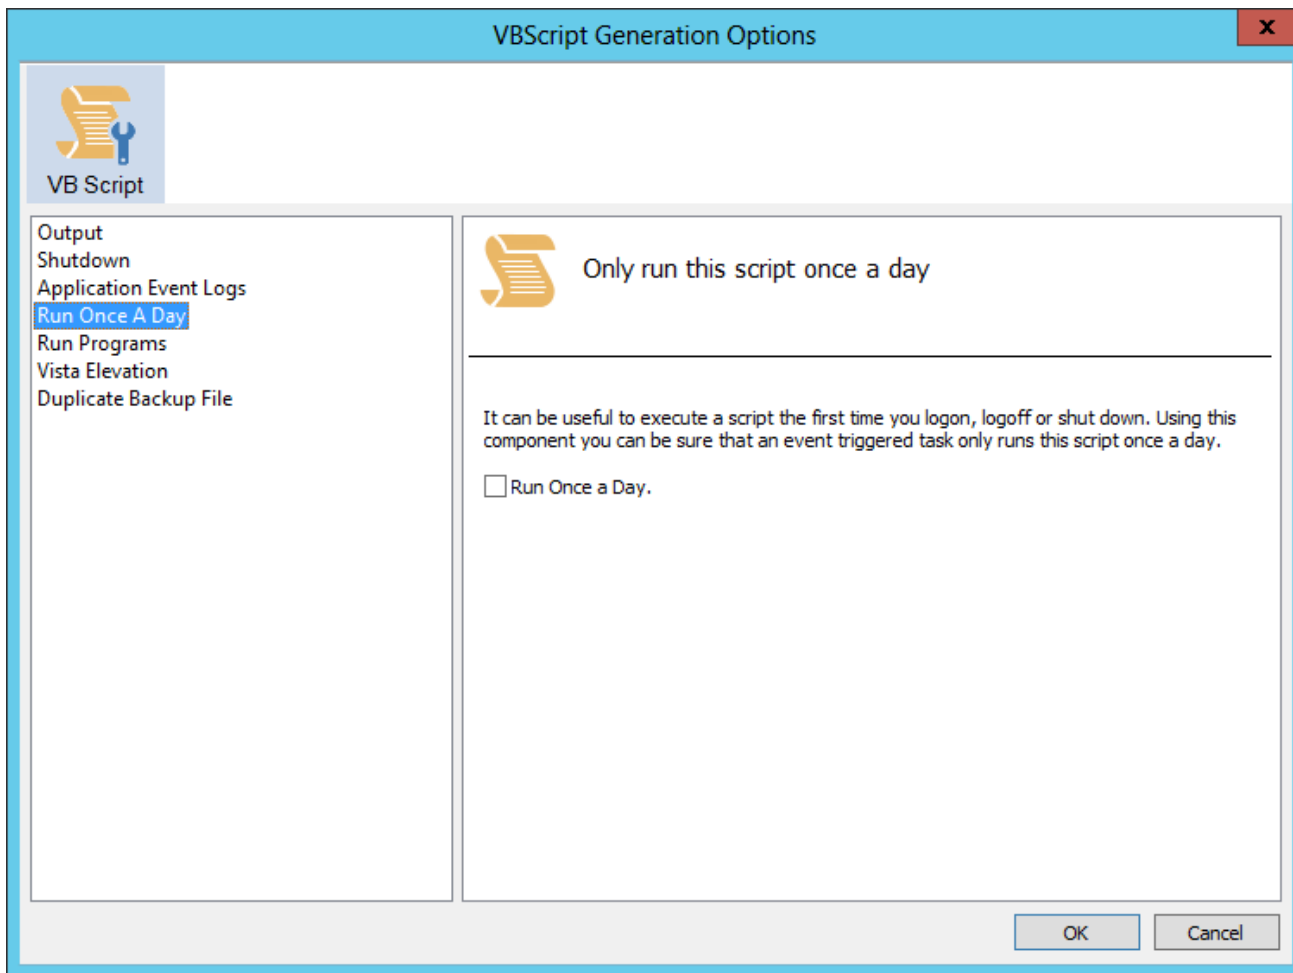 VBScript Generation Options
x
VB Script
Output
Shutdown
Application Event Logs
Run Once A Day
Run Programs
Vista Elevation
Duplicate Backup File
Only run this script once a day
It can be useful to execute a script the first time you logon, logoff or shut down. Using this
component you can be sure that an event triggered task only runs this script once a day.
Run Once a Day.
OK
Cancel